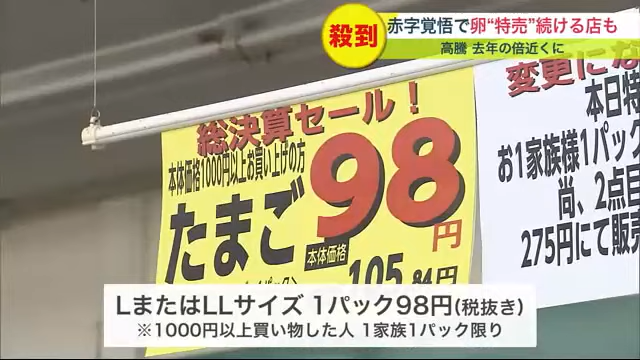 殺到
赤字覚悟で卵“特売”続ける店も
高騰 去年の倍近くに
総決算セール！
本体価格1000円以上お買い上げの方
たまご
98円
本体価格
105.84円
変更にな
本日特
お1家族様1パック
尚、2点目
275円にて販売
LまたはLLサイズ 1パック98円(税抜き)
※1000円以上買い物した人 1家族1パック限り